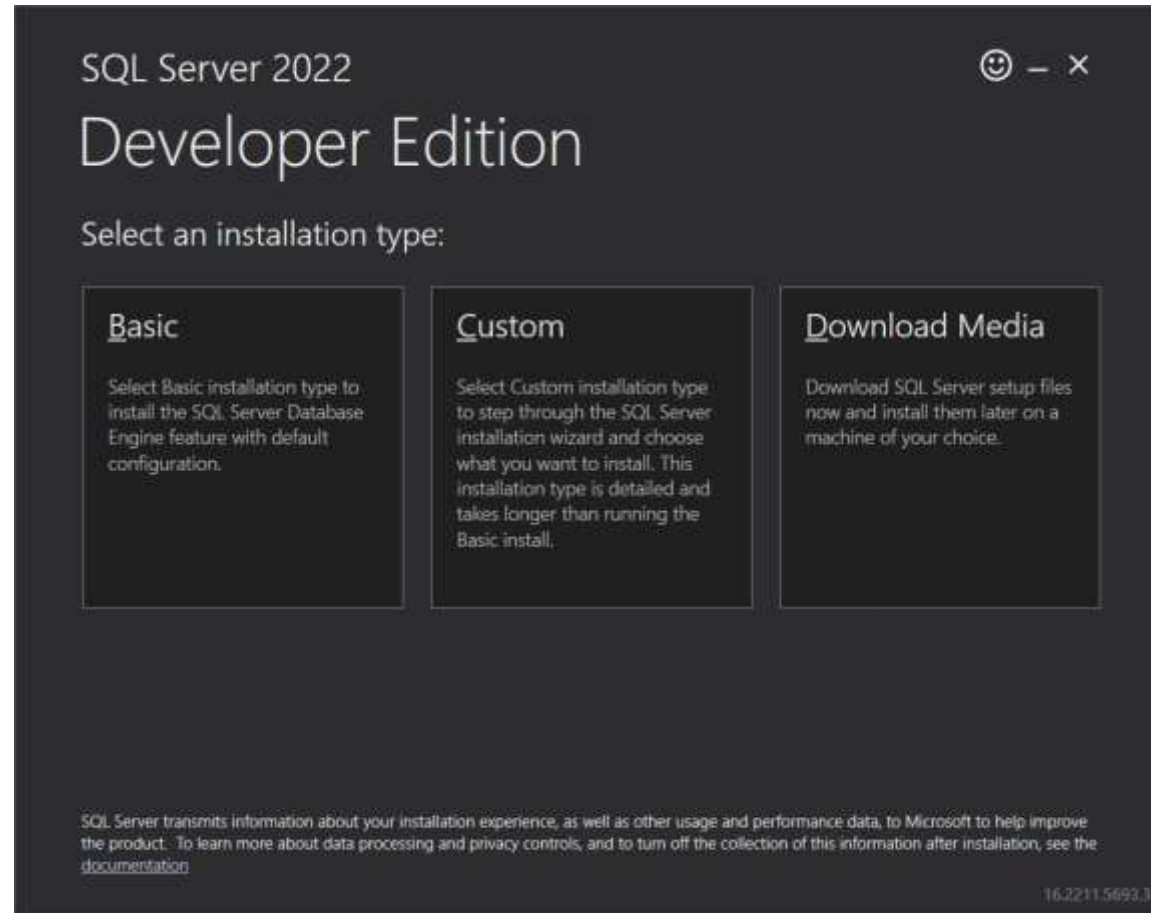 SQL Server 2022
Developer Edition
Select an installation type:
Basic
Select Basic installation type to
install the SQL Server Database
Engine feature with default
configuration.
Custom
Select Custom installation type
to step through the SQL Server
installation wizard and choose
what you want to install. This
installation type is detailed and
takes longer than running the
Basic install.
Download Media
Download SQL Server setup files
now and install them later on a
machine of your choice.
SQL Server transmits information about your installation experience, as well as other usage and performance data, to Microsoft to help improve
the product. To learn more about data processing and privacy controls, and to turn off the collection of this information after installation, see the
documentation
16.2211.5693.3